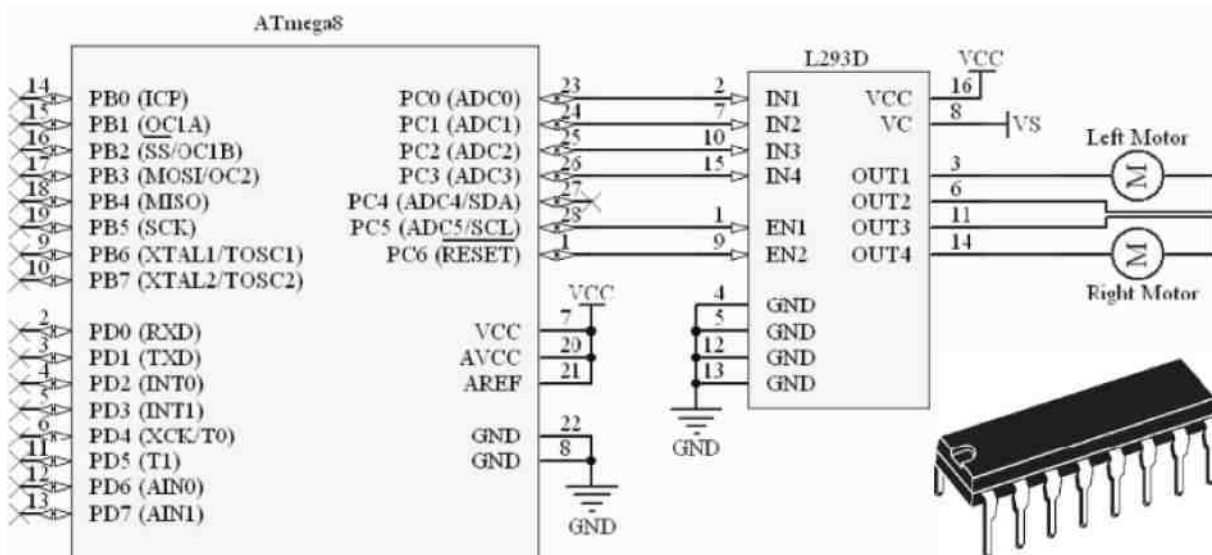 ATmega8
14 PB0 (ICP)
15 PB1 (OC1A)
16 PB2 (SS/OC1B)
17 PB3 (MOSI/OC2)
18 PB4 (MISO)
19 PB5 (SCK)
9 PB6 (XTAL1/TOSC1)
10 PB7 (XTAL2/TOSC2)
2 PD0 (RXD)
3 PD1 (TXD)
4 PD2 (INT0)
5 PD3 (INT1)
6 PD4 (XCK/T0)
11 PD5 (T1)
12 PD6 (AIN0)
13 PD7 (AIN1)
PC0 (ADC0) 23
PC1 (ADC1) 24
PC2 (ADC2) 25
PC3 (ADC3) 26
PC4 (ADC4/SDA) 27
PC5 (ADC5/SCL) 28
PC6 (RESET) 1
VCC
VCC 7
AVCC 20
AREF 21
GND 22
GND 8
GND
L293D
2 IN1
7 IN2
10 IN3
15 IN4
1 EN1
9 EN2
4 GND
5 GND
12 GND
13 GND
GND
VCC
VCC 16
VC 8 VS
OUT1 3
OUT2 6
OUT3 11
OUT4 14
Left Motor
M
M
Right Motor